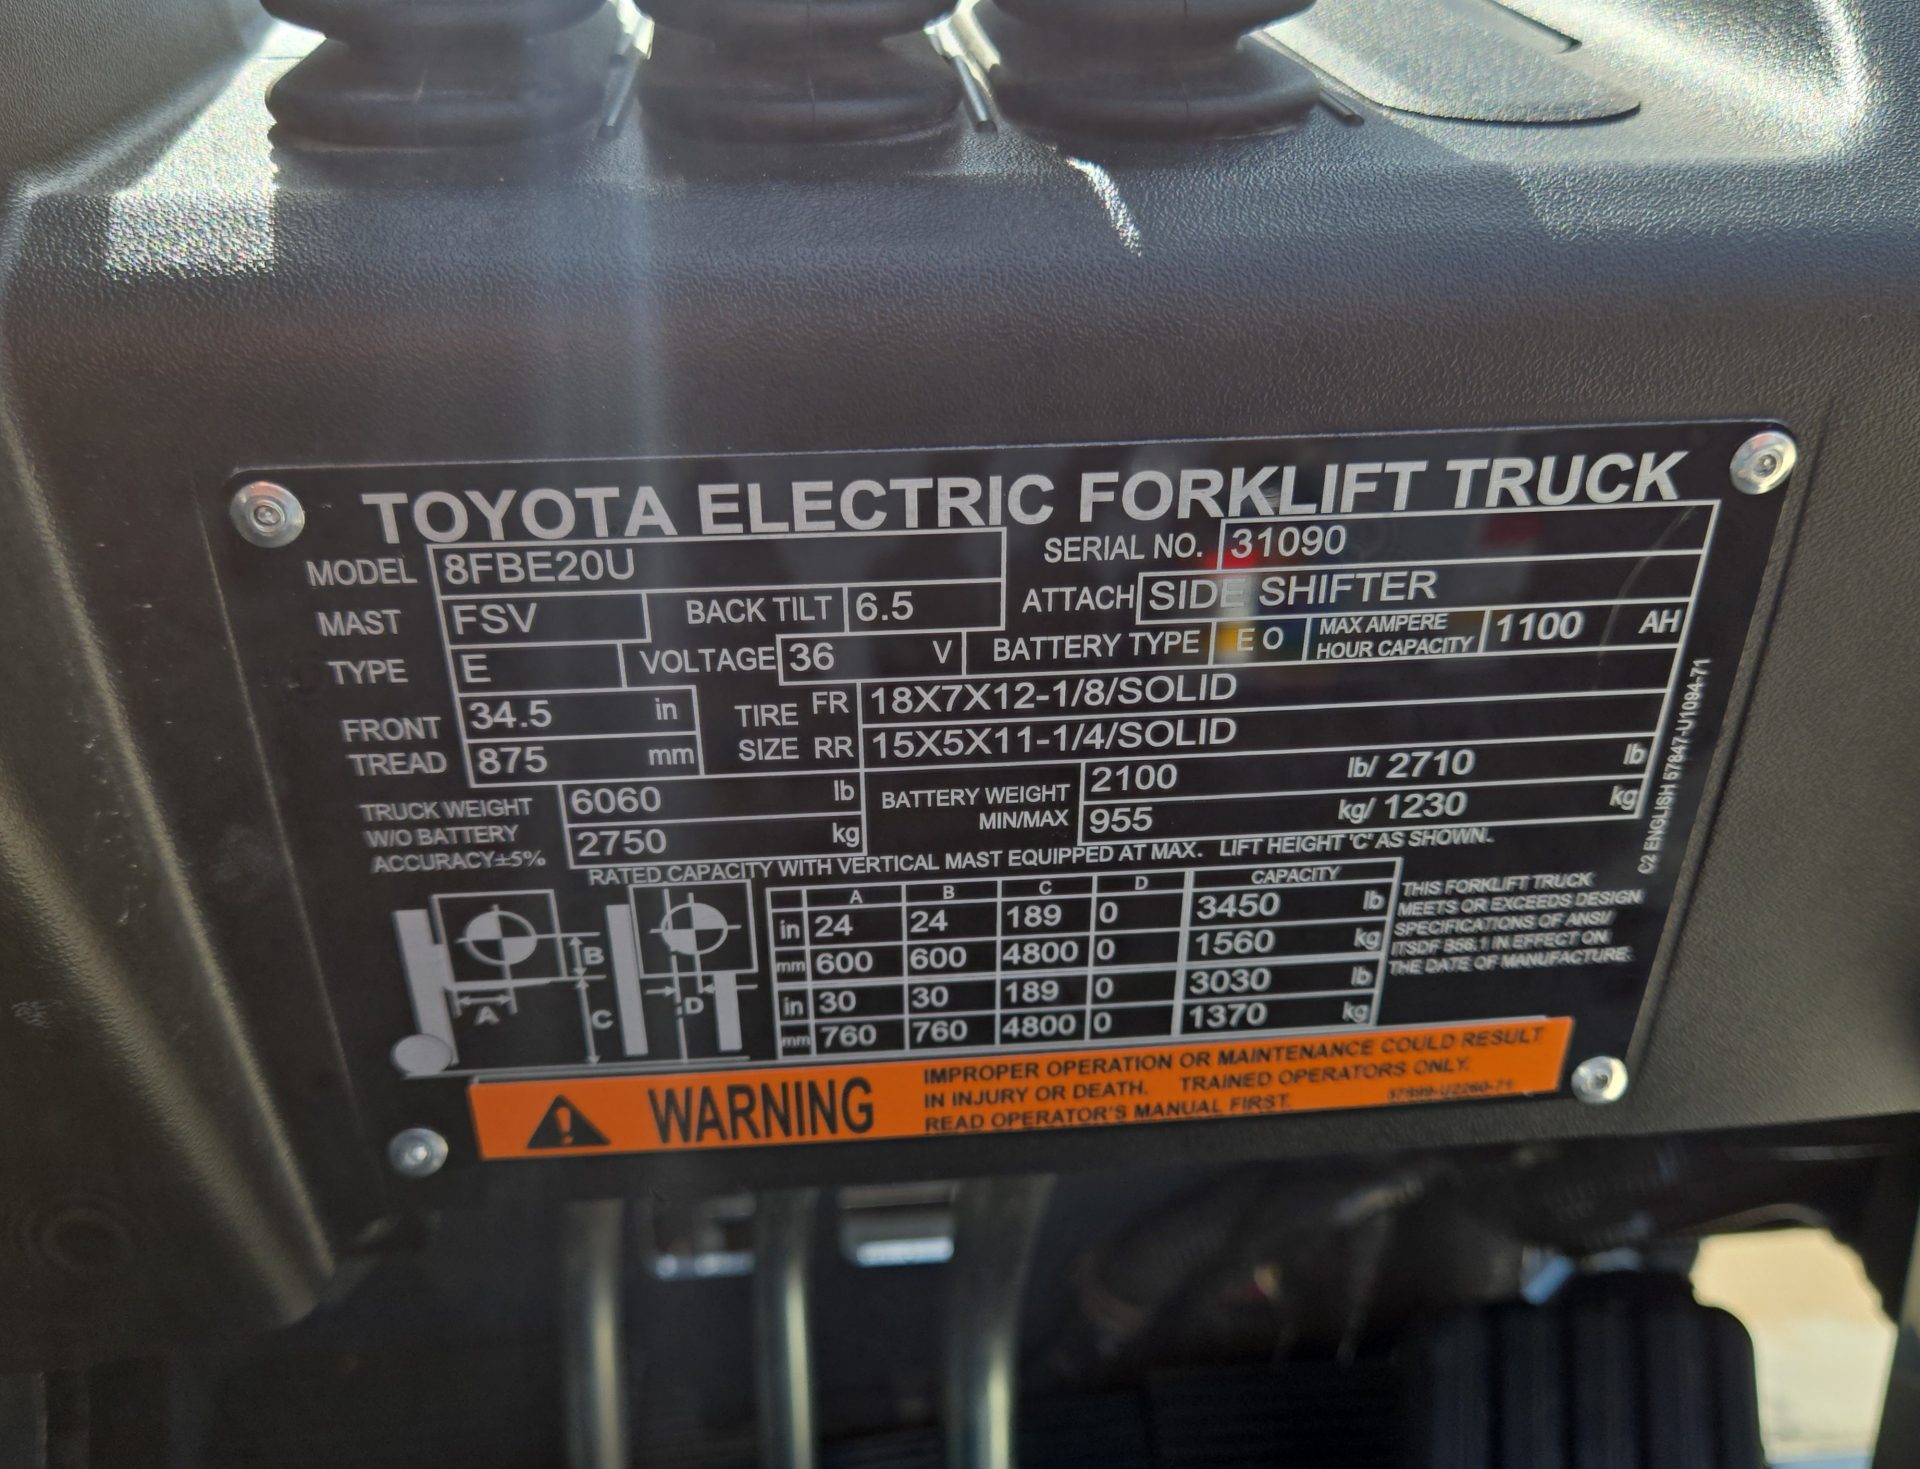 TOYOTA ELECTRIC FORKLIFT TRUCK
MODEL 8FBE20U SERIAL NO. 31090
MAST FSV BACK TILT 6.5 ATTACH SIDE SHIFTER
TYPE E VOLTAGE 36 V BATTERY TYPE E O MAX AMPERE HOUR CAPACITY 1100 AH
FRONT TREAD 34.5 in TIRE SIZE FR 18X7X12-1/8/SOLID
875 mm RR 15X5X11-1/4/SOLID
TRUCK WEIGHT 6060 lb BATTERY WEIGHT 2100 lb/ 2710 lb
W/O BATTERY
ACCURACY±5% 2750 kg MIN/MAX 955 kg/ 1230 kg
RATED CAPACITY WITH VERTICAL MAST EQUIPPED AT MAX. LIFT HEIGHT 'C' AS SHOWN.
A B C D CAPACITY
in 24 24 189 0 3450 lb
mm 600 600 4800 0 1560 kg
in 30 30 189 0 3030 lb
mm 760 760 4800 0 1370 kg
B
A
C
D
THIS FORKLIFT TRUCK
MEETS OR EXCEEDS DESIGN
SPECIFICATIONS OF ANSI/
ITSDF B56.1 IN EFFECT ON
THE DATE OF MANUFACTURE.
C2 ENGLISH 57847-U1094-71
WARNING
IMPROPER OPERATION OR MAINTENANCE COULD RESULT
IN INJURY OR DEATH. TRAINED OPERATORS ONLY.
READ OPERATOR'S MANUAL FIRST. 57899-U2260-71